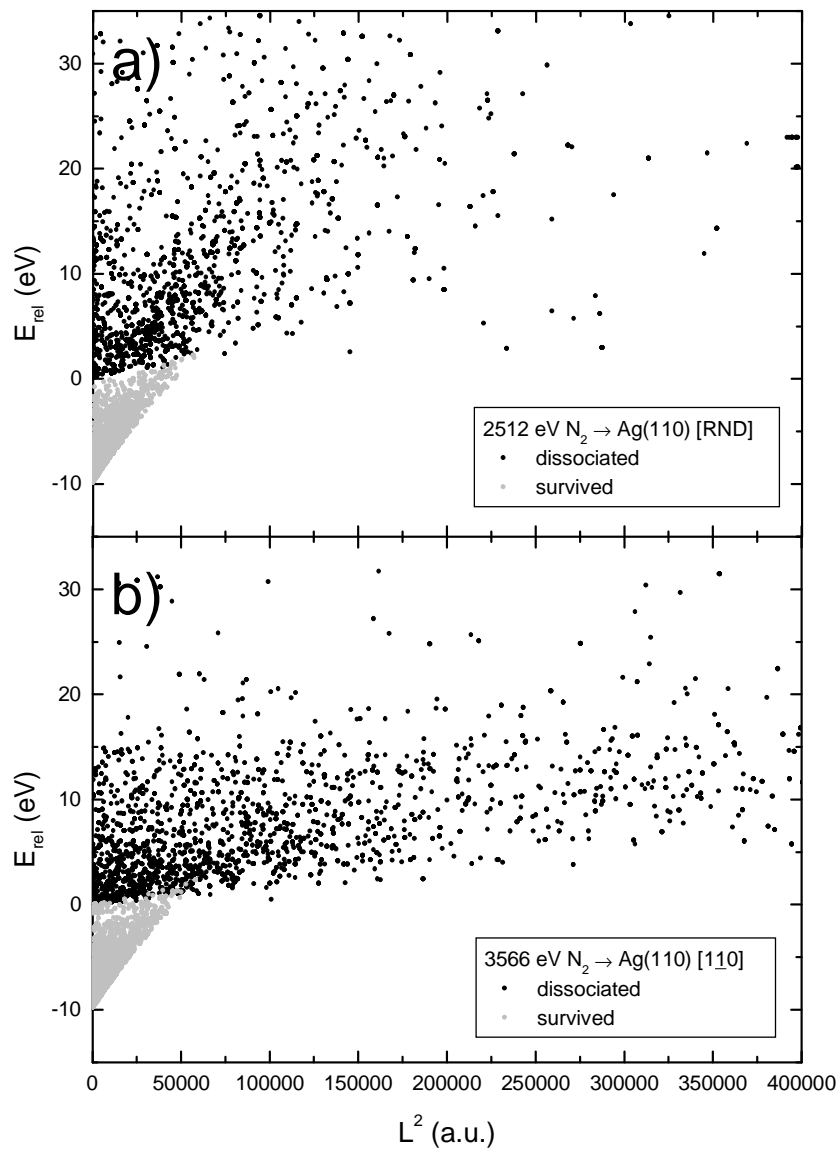 a)
30
20
10
0
-10
E_rel (eV)
2512 eV N₂ → Ag(110) [RND]
dissociated
survived
b)
30
20
10
0
-10
E_rel (eV)
3566 eV N₂ → Ag(110) [1<u>1</u>0]
dissociated
survived
0 50000 100000 150000 200000 250000 300000 350000 400000
L² (a.u.)